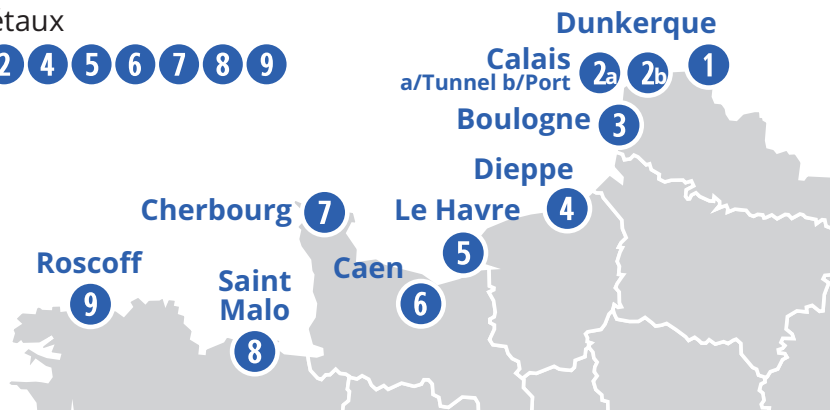 2 4 5 6 7 8 9
Dunkerque
1
Calais
a/Tunnel b/Port
2a 2b
Boulogne
3
Dieppe
4
Cherbourg
7
Le Havre
5
Caen
6
Roscoff
9
Saint
Malo
8